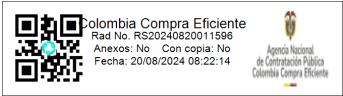 Colombia Compra Eficiente
Rad No. RS20240820011596
Anexos: No Con copia: No
Fecha: 20/08/2024 08:22:14
Agencia Nacional
de Contratación Pública
Colombia Compra Eficiente